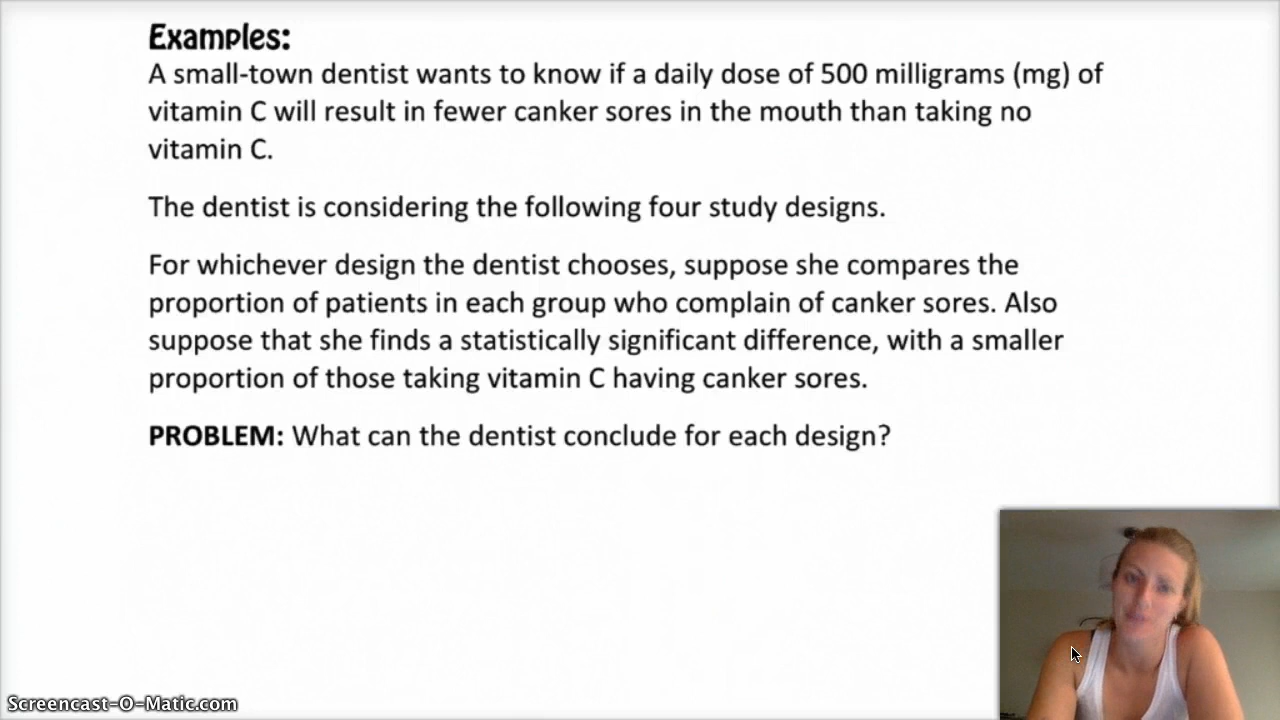 Examples:
A small-town dentist wants to know if a daily dose of 500 milligrams (mg) of
vitamin C will result in fewer canker sores in the mouth than taking no
vitamin C.
The dentist is considering the following four study designs.
For whichever design the dentist chooses, suppose she compares the
proportion of patients in each group who complain of canker sores. Also
suppose that she finds a statistically significant difference, with a smaller
proportion of those taking vitamin C having canker sores.
PROBLEM: What can the dentist conclude for each design?
Screencast-O-Matic.com